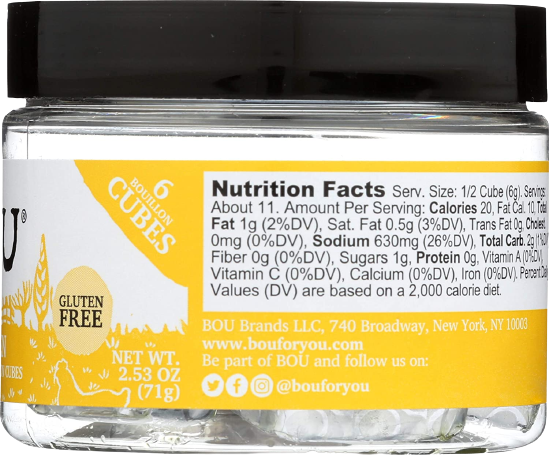 U®
6
BOUILLON
CUBES
GLUTEN
FREE
N
CUBES
NET WT.
2.53 OZ
(71g)
Nutrition Facts Serv. Size: 1/2 Cube (6g), Servings:
About 11. Amount Per Serving: Calories 20, Fat Cal. 10, Total
Fat 1g (2%DV), Sat. Fat 0.5g (3%DV), Trans Fat 0g, Cholest.
0mg (0%DV), Sodium 630mg (26%DV), Total Carb. 2g (1%DV)
Fiber 0g (0%DV), Sugars 1g, Protein 0g, Vitamin A (0%DV),
Vitamin C (0%DV), Calcium (0%DV), Iron (0%DV). Percent Daily
Values (DV) are based on a 2,000 calorie diet.
BOU Brands LLC, 740 Broadway, New York, NY 10003
www.bouforyou.com
Be part of BOU and follow us on:
@bouforyou